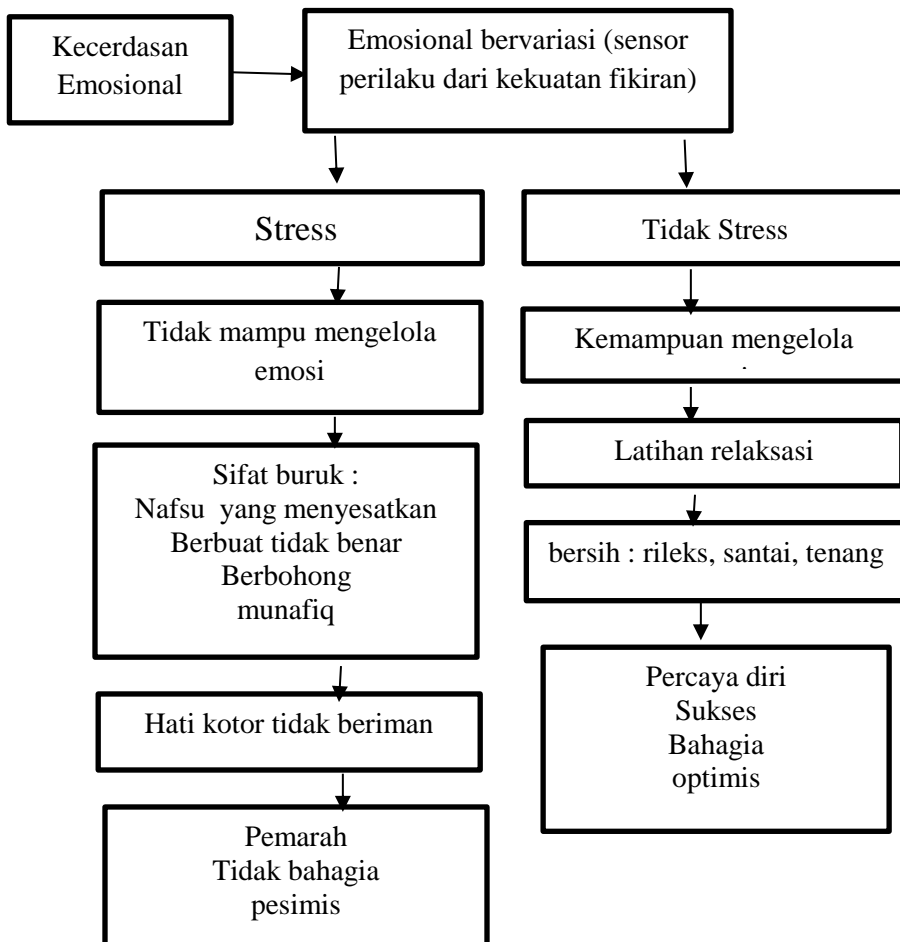 Kecerdasan
Emosional
Emosional bervariasi (sensor
perilaku dari kekuatan fikiran)
Stress
Tidak mampu mengelola
emosi
Sifat buruk :
Nafsu  yang menyesatkan
Berbuat tidak benar
Berbohong
munafiq
Hati kotor tidak beriman
Pemarah
Tidak bahagia
pesimis
Tidak Stress
Kemampuan mengelola
Latihan relaksasi
bersih : rileks, santai, tenang
Percaya diri
Sukses
Bahagia
optimis